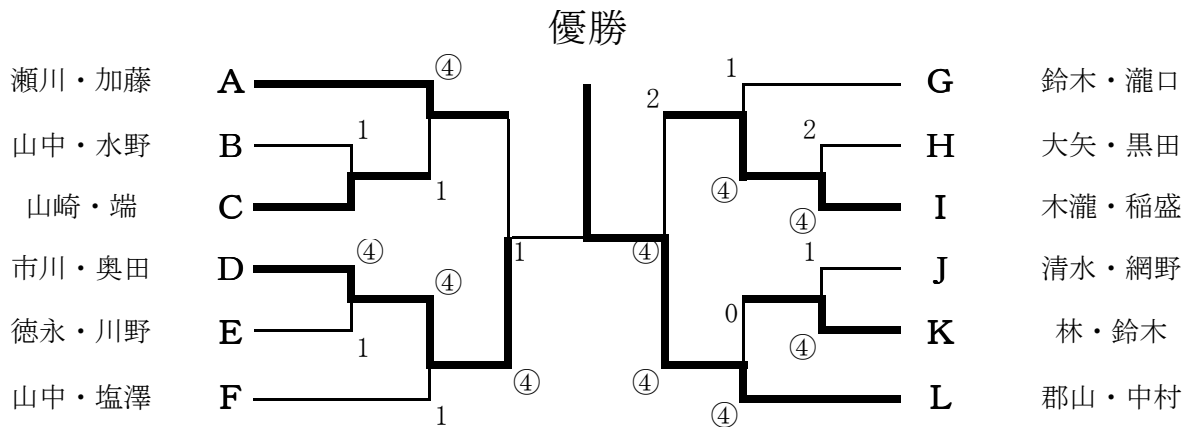 優勝
瀬川・加藤 A ④ 2 1 G 鈴木・瀧口
山中・水野 B 1 2 H 大矢・黒田
山崎・端 C 1 ④ ④ I 木瀧・稲盛
市川・奥田 D ④ ④ 1 ④ 1 J 清水・網野
徳永・川野 E 1 0 ④ K 林・鈴木
山中・塩澤 F 1 ④ ④ ④ L 郡山・中村